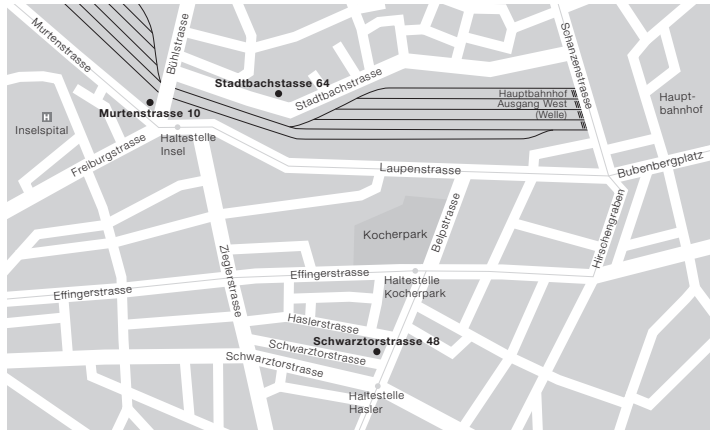 Murtenstrasse
Bühlstrasse
Schanzenstrasse
Stadtbachstasse 64
Stadtbachstrasse
Hauptbahnhof
Ausgang West
(Welle)
Haupt-
bahnhof
Murtenstrasse 10
H
Inselspital
Freiburgstrasse
Haltestelle
Insel
Laupenstrasse
Bubenbergplatz
Kocherpark
Belpstrasse
Hirschengraben
Zieglerstrasse
Effingerstrasse
Effingerstrasse
Haltestelle
Kocherpark
Haslerstrasse
Schwarztorstrasse 48
Schwarztorstrasse
Schwarztorstrasse
Haltestelle
Hasler